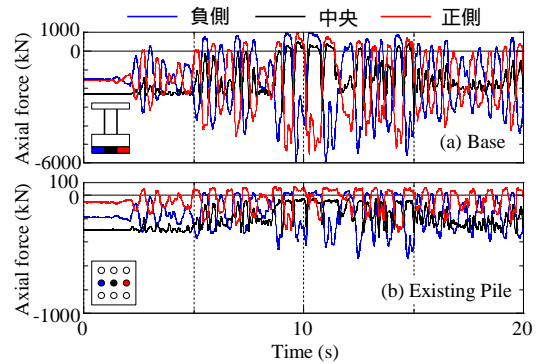 負側 中央 正側
Axial force (kN)
1000
0
-6000
(a) Base
Axial force (kN)
100
0
-1000
(b) Existing Pile
0 5 10 15 20
Time (s)